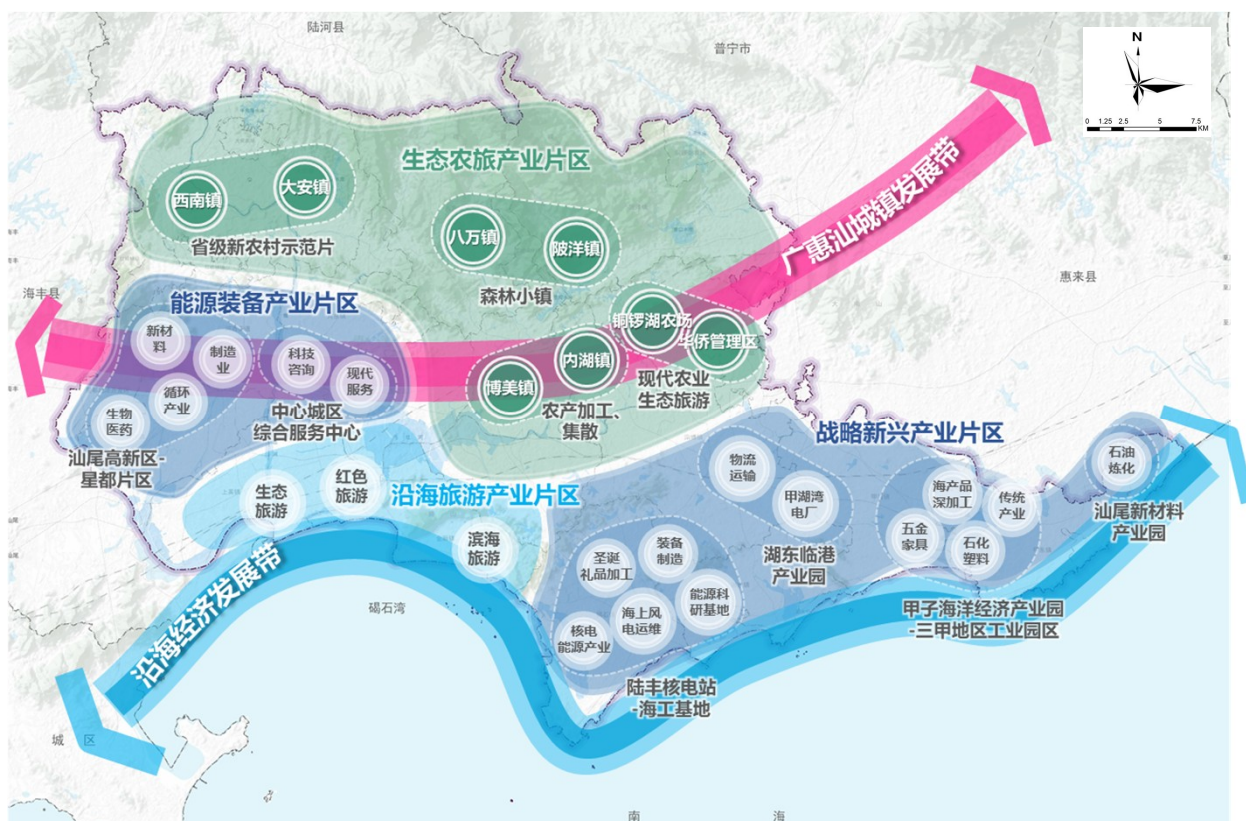 陆河县
普宁市
N
0 1.25 2.5 5 7.5
KM
生态农旅产业片区
广惠汕城镇发展带
西南镇
大安镇
省级新农村示范片
八万镇
陂洋镇
森林小镇
惠来县
海丰县
能源装备产业片区
铜锣湖农场
华侨管理区
新材
料
制造
业
科技
咨询
现代
服务
循环
产业
生物
医药
中心城区
综合服务中心
汕尾高新区-
星都片区
博美镇
内湖镇
农产加工、
集散
现代农业
生态旅游
战略新兴产业片区
沿海旅游产业片区
生态
旅游
红色
旅游
滨海
旅游
物流
运输
甲湖湾
电厂
湖东临港
产业园
海产品
深加工
传统
产业
五金
家具
石化
塑料
石油
炼化
汕尾新材料
产业园
圣诞
礼品加工
装备
制造
能源科
研基地
海上风
电运维
核电
能源产业
甲子海洋经济产业园
-三甲地区工业园区
陆丰核电站
-海工基地
沿海经济发展带
碣石湾
城区
南海